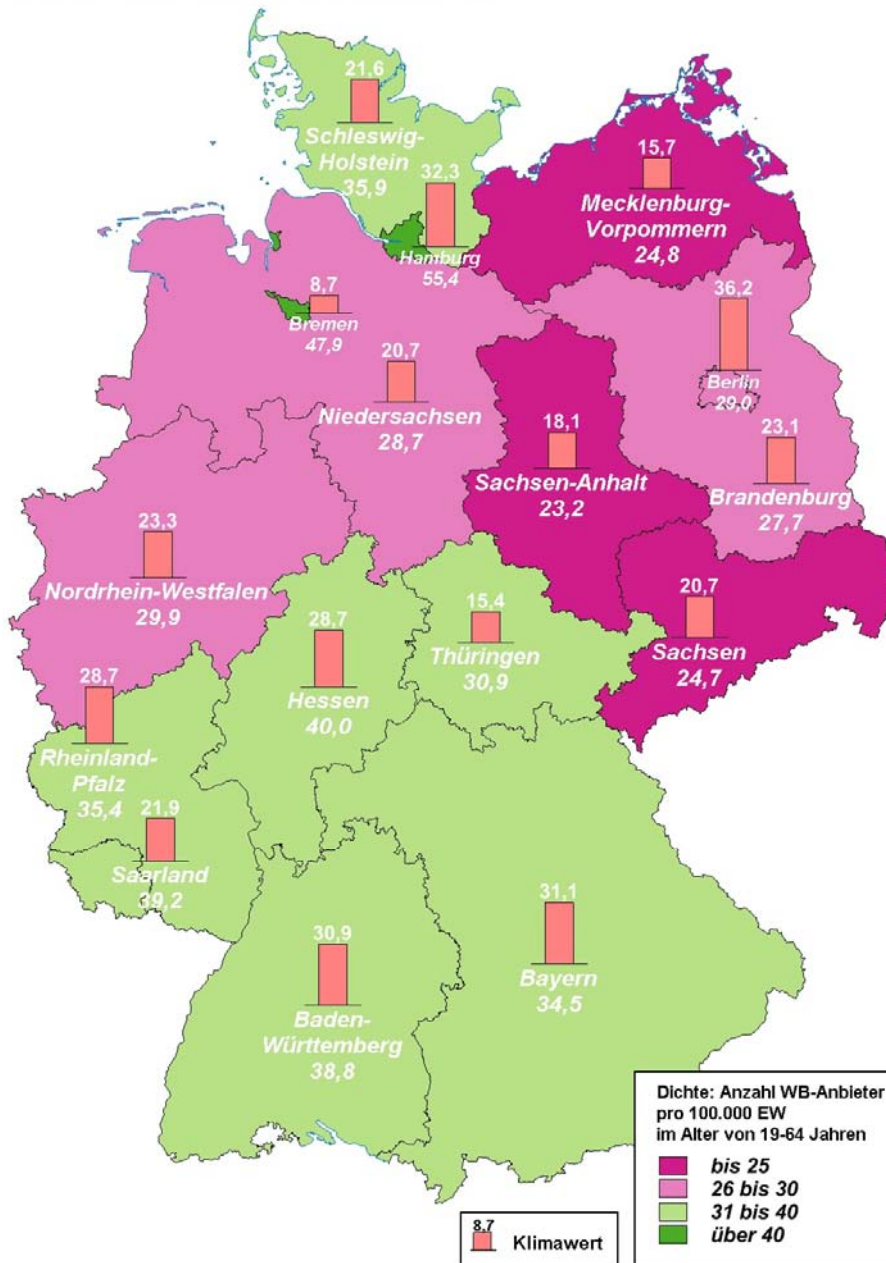 21,6
Schleswig-
Holstein
35,9
32,3
Hamburg
55,4
15,7
Mecklenburg-
Vorpommern
24,8
8,7
Bremen
47,9
36,2
Berlin
29,0
20,7
Niedersachsen
28,7
18,1
Sachsen-Anhalt
23,2
23,1
Brandenburg
27,7
23,3
Nordrhein-Westfalen
29,9
28,7
Hessen
40,0
15,4
Thüringen
30,9
20,7
Sachsen
24,7
28,7
Rheinland-
Pfalz
35,4
21,9
Saarland
39,2
30,9
Baden-
Württemberg
38,8
31,1
Bayern
34,5
Dichte: Anzahl WB-Anbieter
pro 100.000 EW
im Alter von 19-64 Jahren
bis 25
26 bis 30
31 bis 40
über 40
8,7
Klimawert